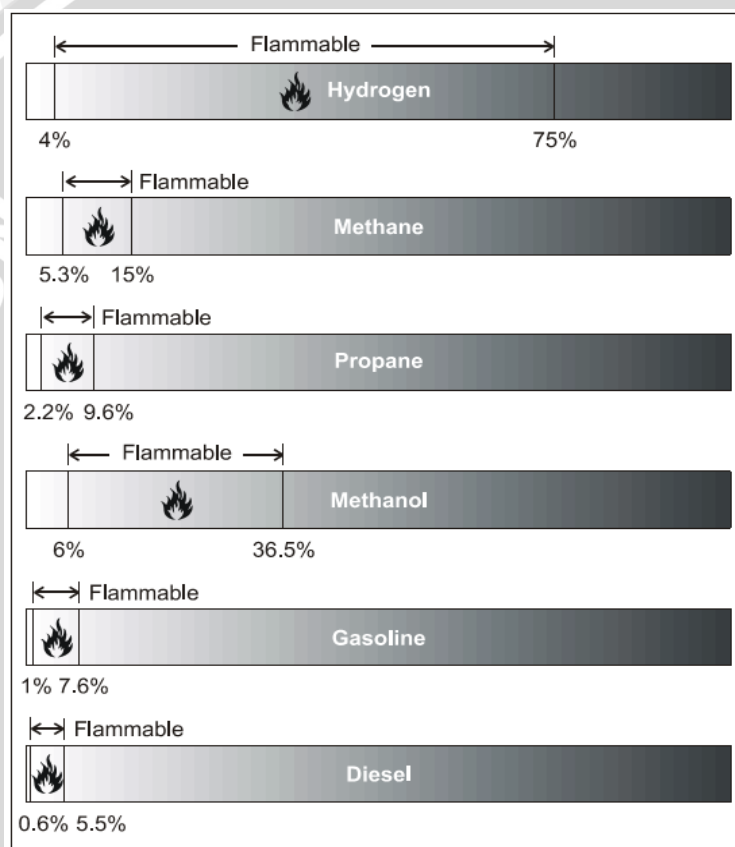 Flammable
Hydrogen
4% 75%
Flammable
Methane
5.3% 15%
Flammable
Propane
2.2% 9.6%
Flammable
Methanol
6% 36.5%
Flammable
Gasoline
1% 7.6%
Flammable
Diesel
0.6% 5.5%